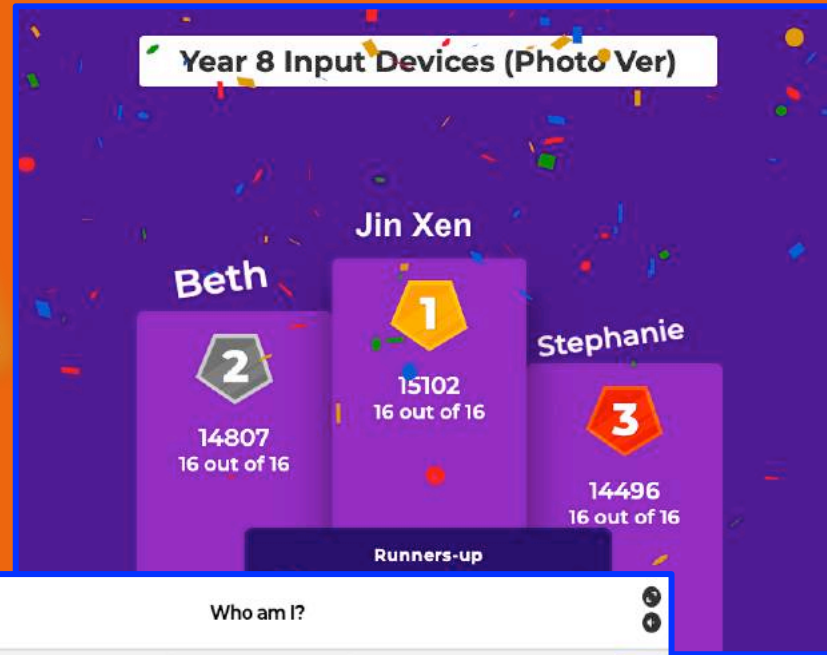 Year 8 Input Devices (Photo Ver)
Jin Xen
Beth
Stephanie
1
2
3
15102
16 out of 16
14807
16 out of 16
14496
16 out of 16
Runners-up
Who am I?